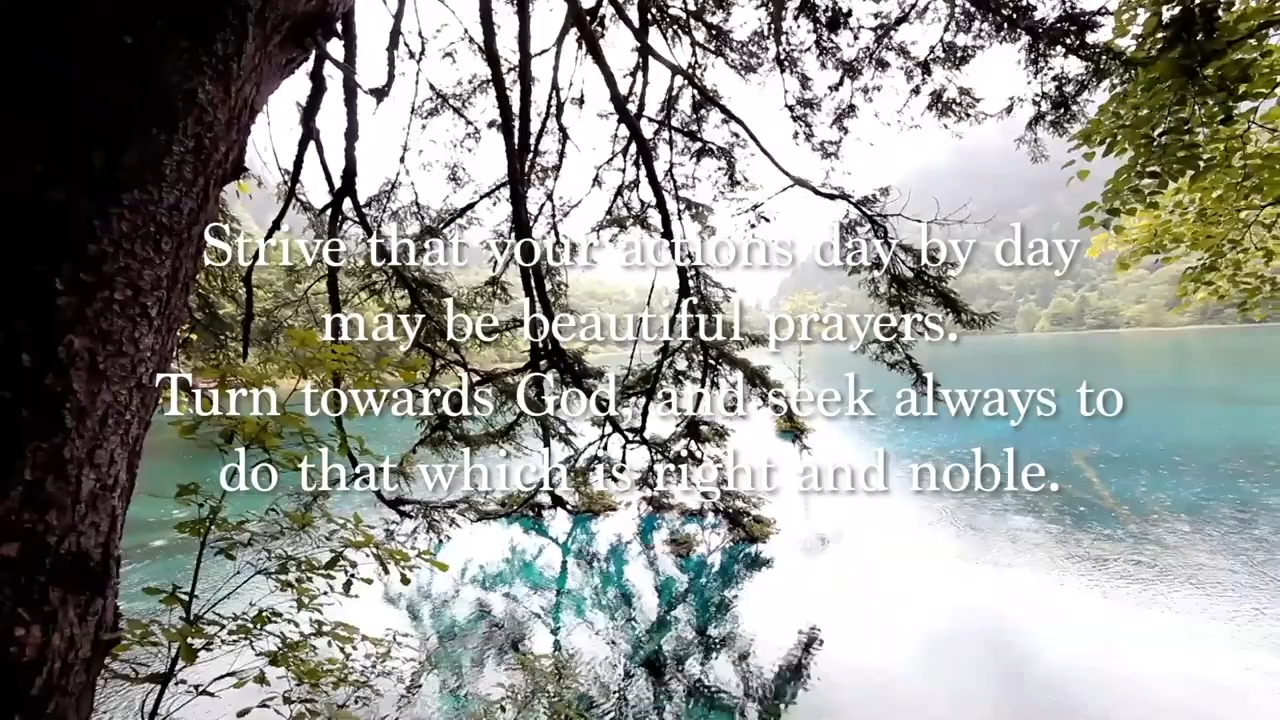 Strive that your actions day by day
may be beautiful prayers.
Turn towards God, and seek always to
do that which is right and noble.